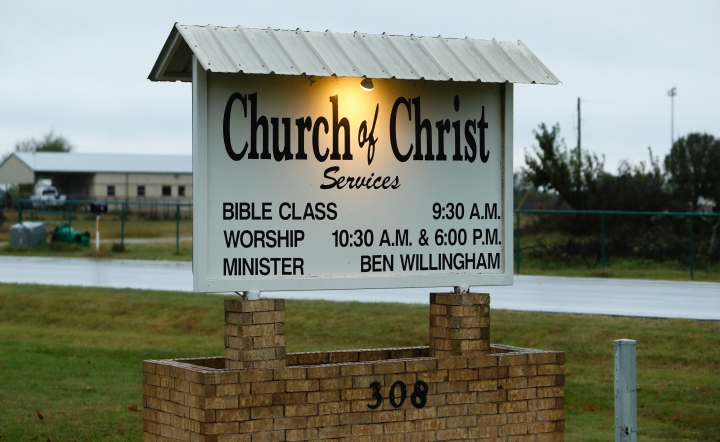 Church of Christ
Services
BIBLE CLASS 9:30 A.M.
WORSHIP 10:30 A.M. & 6:00 P.M.
MINISTER BEN WILLINGHAM
308